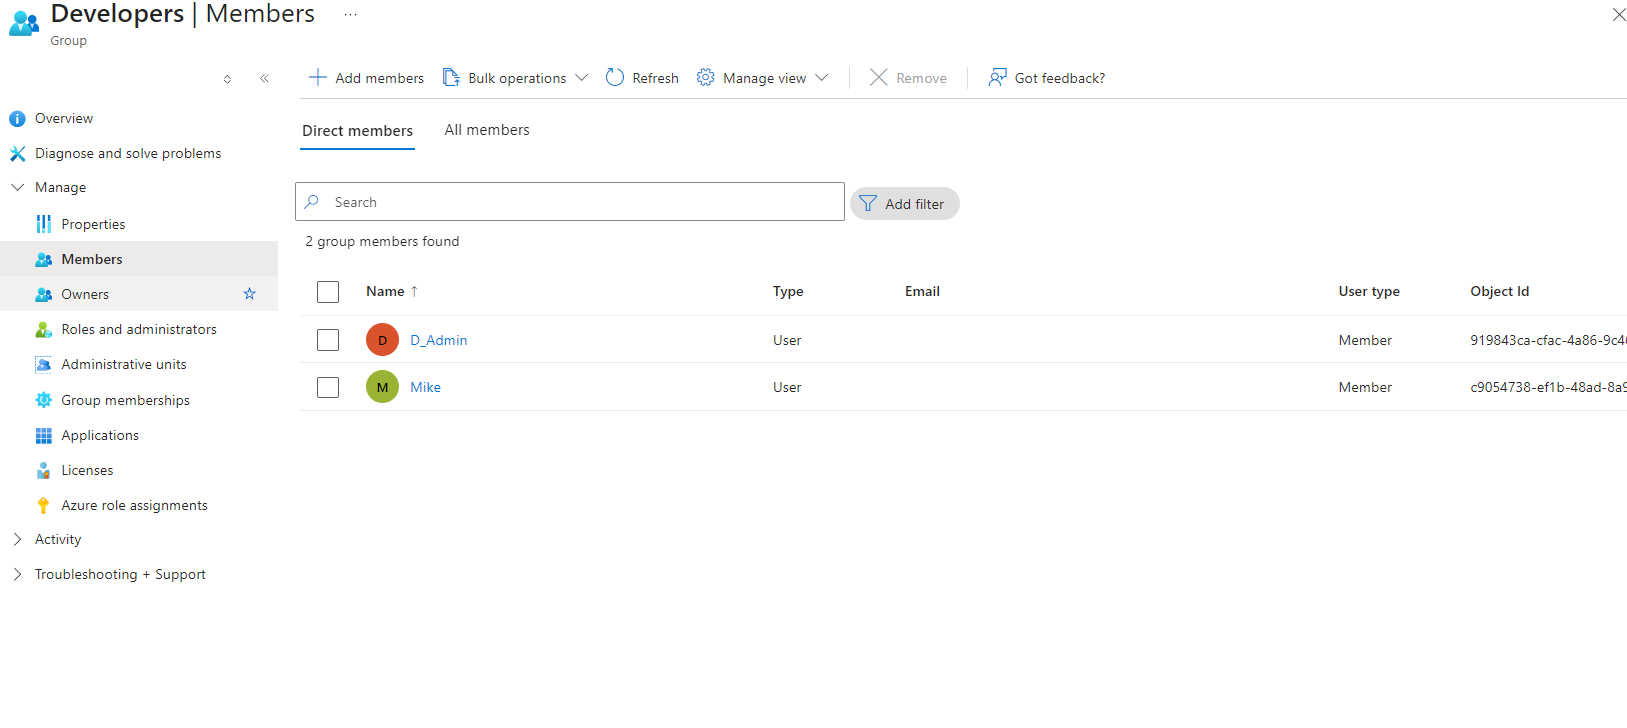 Developers | Members ...
Group
Add members Bulk operations Refresh Manage view Remove Got feedback?
Overview
Diagnose and solve problems
Manage
Properties
Members
Owners
Roles and administrators
Administrative units
Group memberships
Applications
Licenses
Azure role assignments
Activity
Troubleshooting + Support
Direct members All members
Search
Add filter
2 group members found
Name ↑ Type Email User type Object Id
D D_Admin User Member 919843ca-cfac-4a86-9c4
M Mike User Member c9054738-ef1b-48ad-8a9